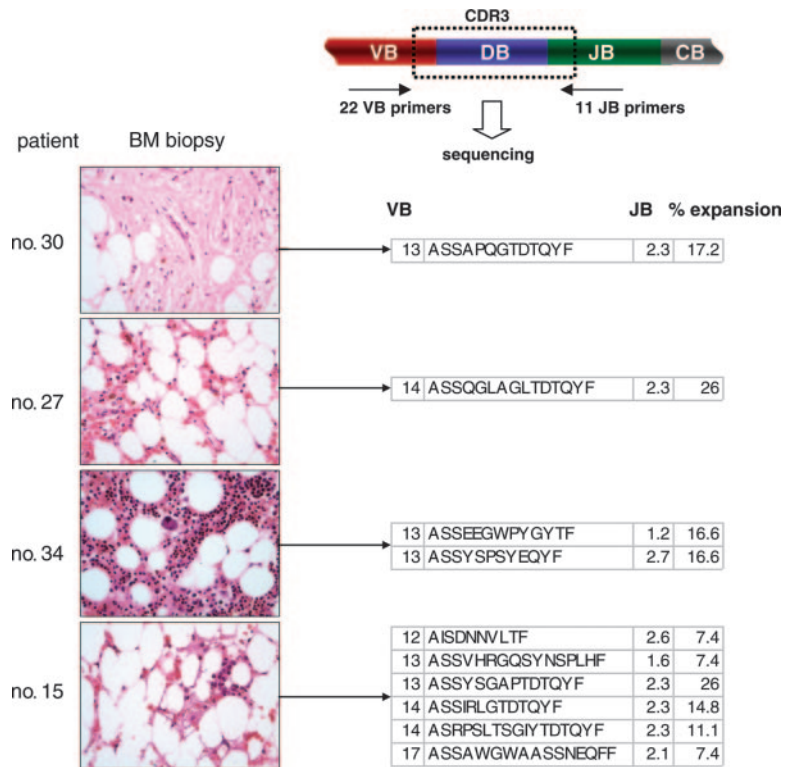 CDR3
VB DB JB CB
22 VB primers 11 JB primers
sequencing
patient BM biopsy
VB JB % expansion
no. 30
13 ASSAPQGTDTQYF 2.3 17.2
no. 27
14 ASSQGLAGLTDTQYF 2.3 26
no. 34
13 ASSEEGWPYGYTF 1.2 16.6
13 ASSYSPSYEQYF 2.7 16.6
no. 15
12 AISDNNVLTF 2.6 7.4
13 ASSVHRGQSYNSPLHF 1.6 7.4
13 ASSYSGAPTDTQYF 2.3 26
14 ASSIRLGTDTQYF 2.3 14.8
14 ASRPSLTSGIYTDTQYF 2.3 11.1
17 ASSAWGWAASSNEQFF 2.1 7.4